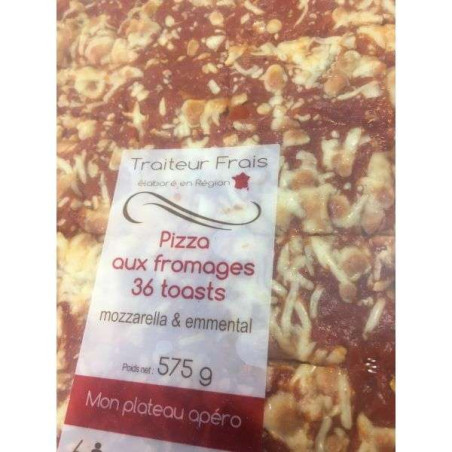 Traiteur Frais
élaboré en Région
Pizza
aux fromages
36 toasts
mozzarella & emmental
Poids net : 575 g
Mon plateau apéro